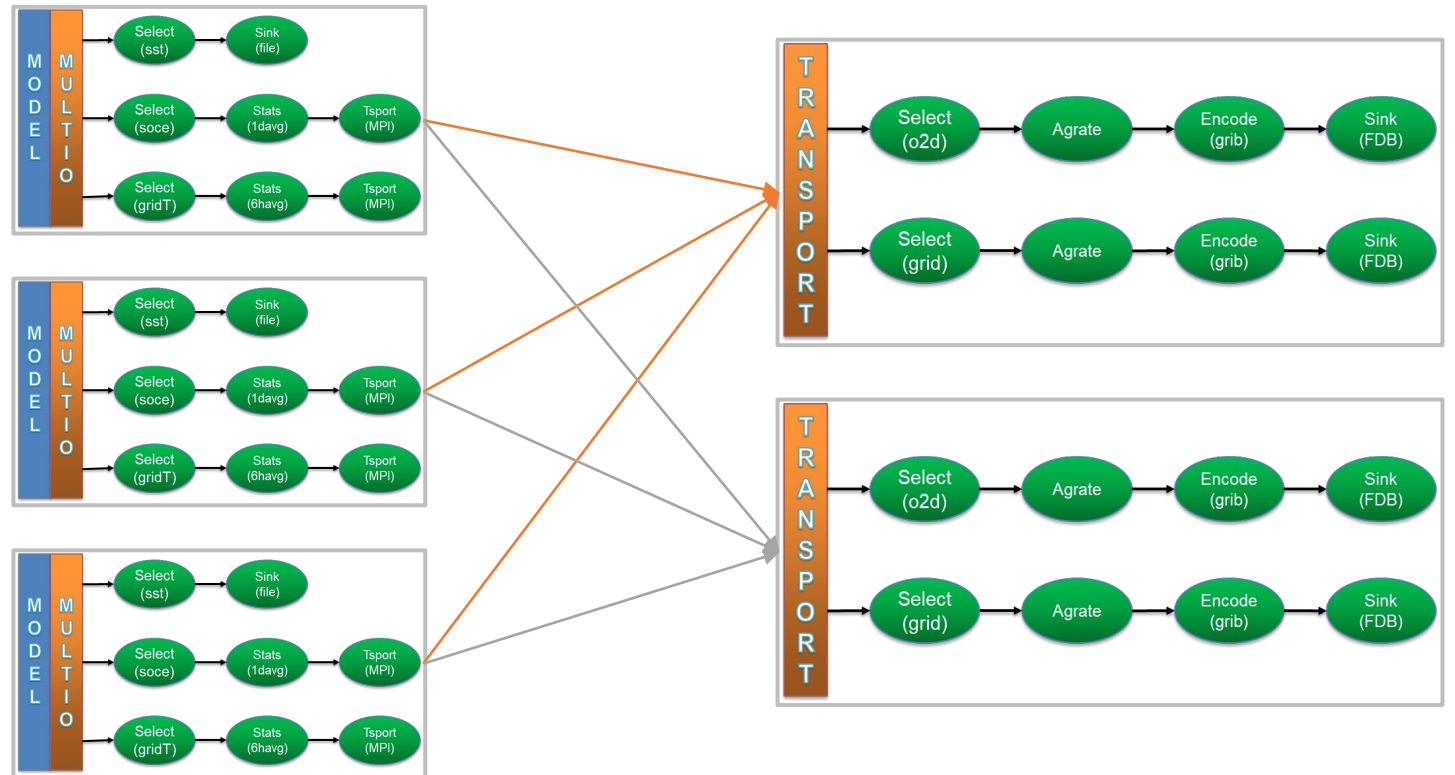 MODEL
MULTIO
Select
(sst)
Sink
(file)
Select
(soce)
Stats
(1davg)
Tsport
(MPI)
Select
(gridT)
Stats
(6havg)
Tsport
(MPI)
MODEL
MULTIO
Select
(sst)
Sink
(file)
Select
(soce)
Stats
(1davg)
Tsport
(MPI)
Select
(gridT)
Stats
(6havg)
Tsport
(MPI)
MODEL
MULTIO
Select
(sst)
Sink
(file)
Select
(soce)
Stats
(1davg)
Tsport
(MPI)
Select
(gridT)
Stats
(6havg)
Tsport
(MPI)
TRANSPORT
Select
(o2d)
Agrate
Encode
(grib)
Sink
(FDB)
Select
(grid)
Agrate
Encode
(grib)
Sink
(FDB)
TRANSPORT
Select
(o2d)
Agrate
Encode
(grib)
Sink
(FDB)
Select
(grid)
Agrate
Encode
(grib)
Sink
(FDB)